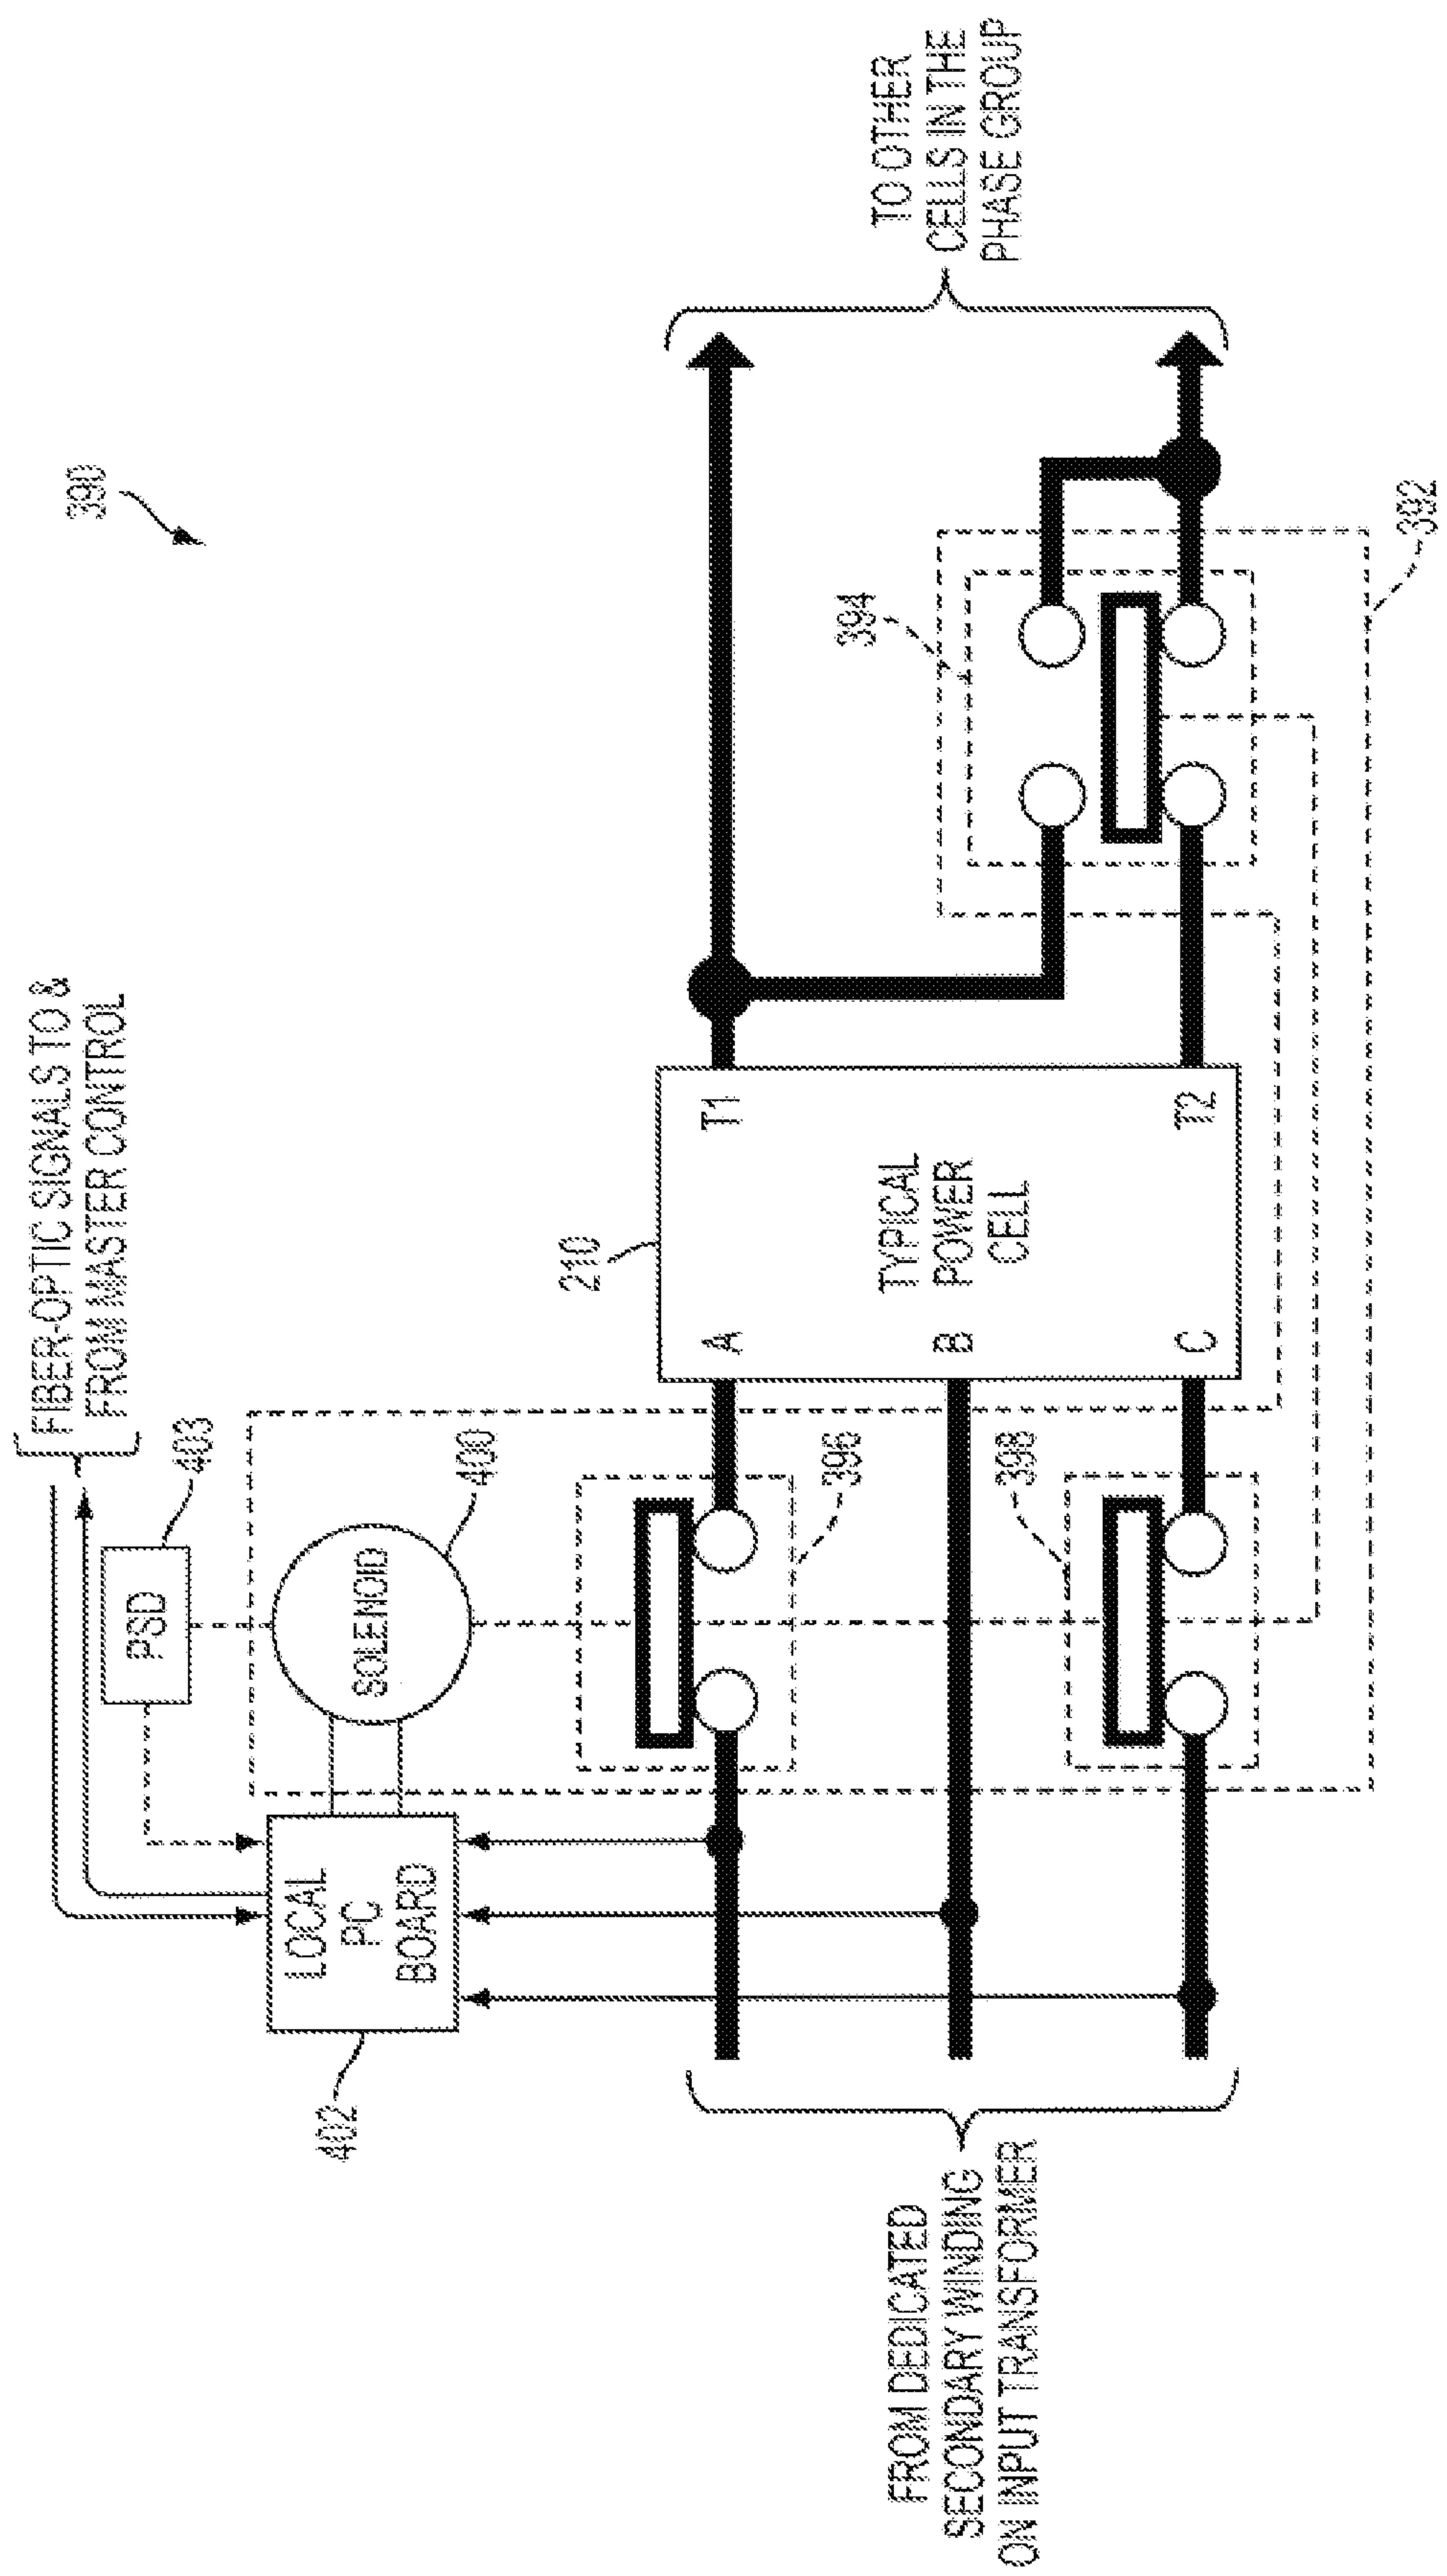 FIBER-OPTIC SIGNALS TO &
FROM MASTER CONTROL
390
403
PSD
402
LOCAL
PC
BOARD
SOLENOID
400
396
398
210
A
B
C
TYPICAL
POWER
CELL
T1
T2
394
392
FROM DEDICATED
SECONDARY WINDING
ON INPUT TRANSFORMER
TO OTHER
CELLS IN THE
PHASE GROUP